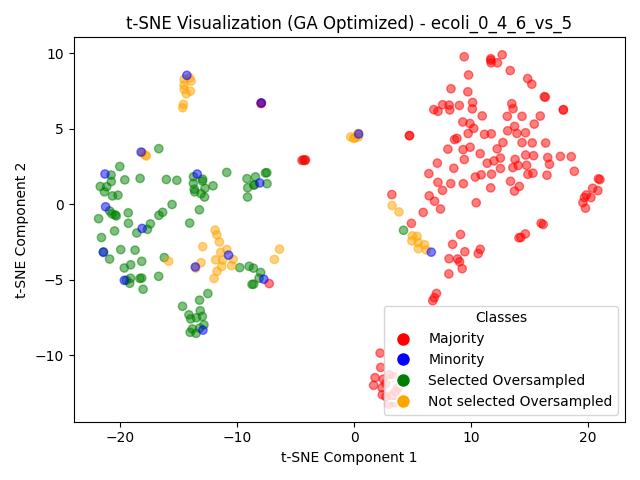 t-SNE Visualization (GA Optimized) - ecoli_0_4_6_vs_5
t-SNE Component 2
10
5
0
−5
−10
Classes
Majority
Minority
Selected Oversampled
Not selected Oversampled
−20 −10 0 10 20
t-SNE Component 1